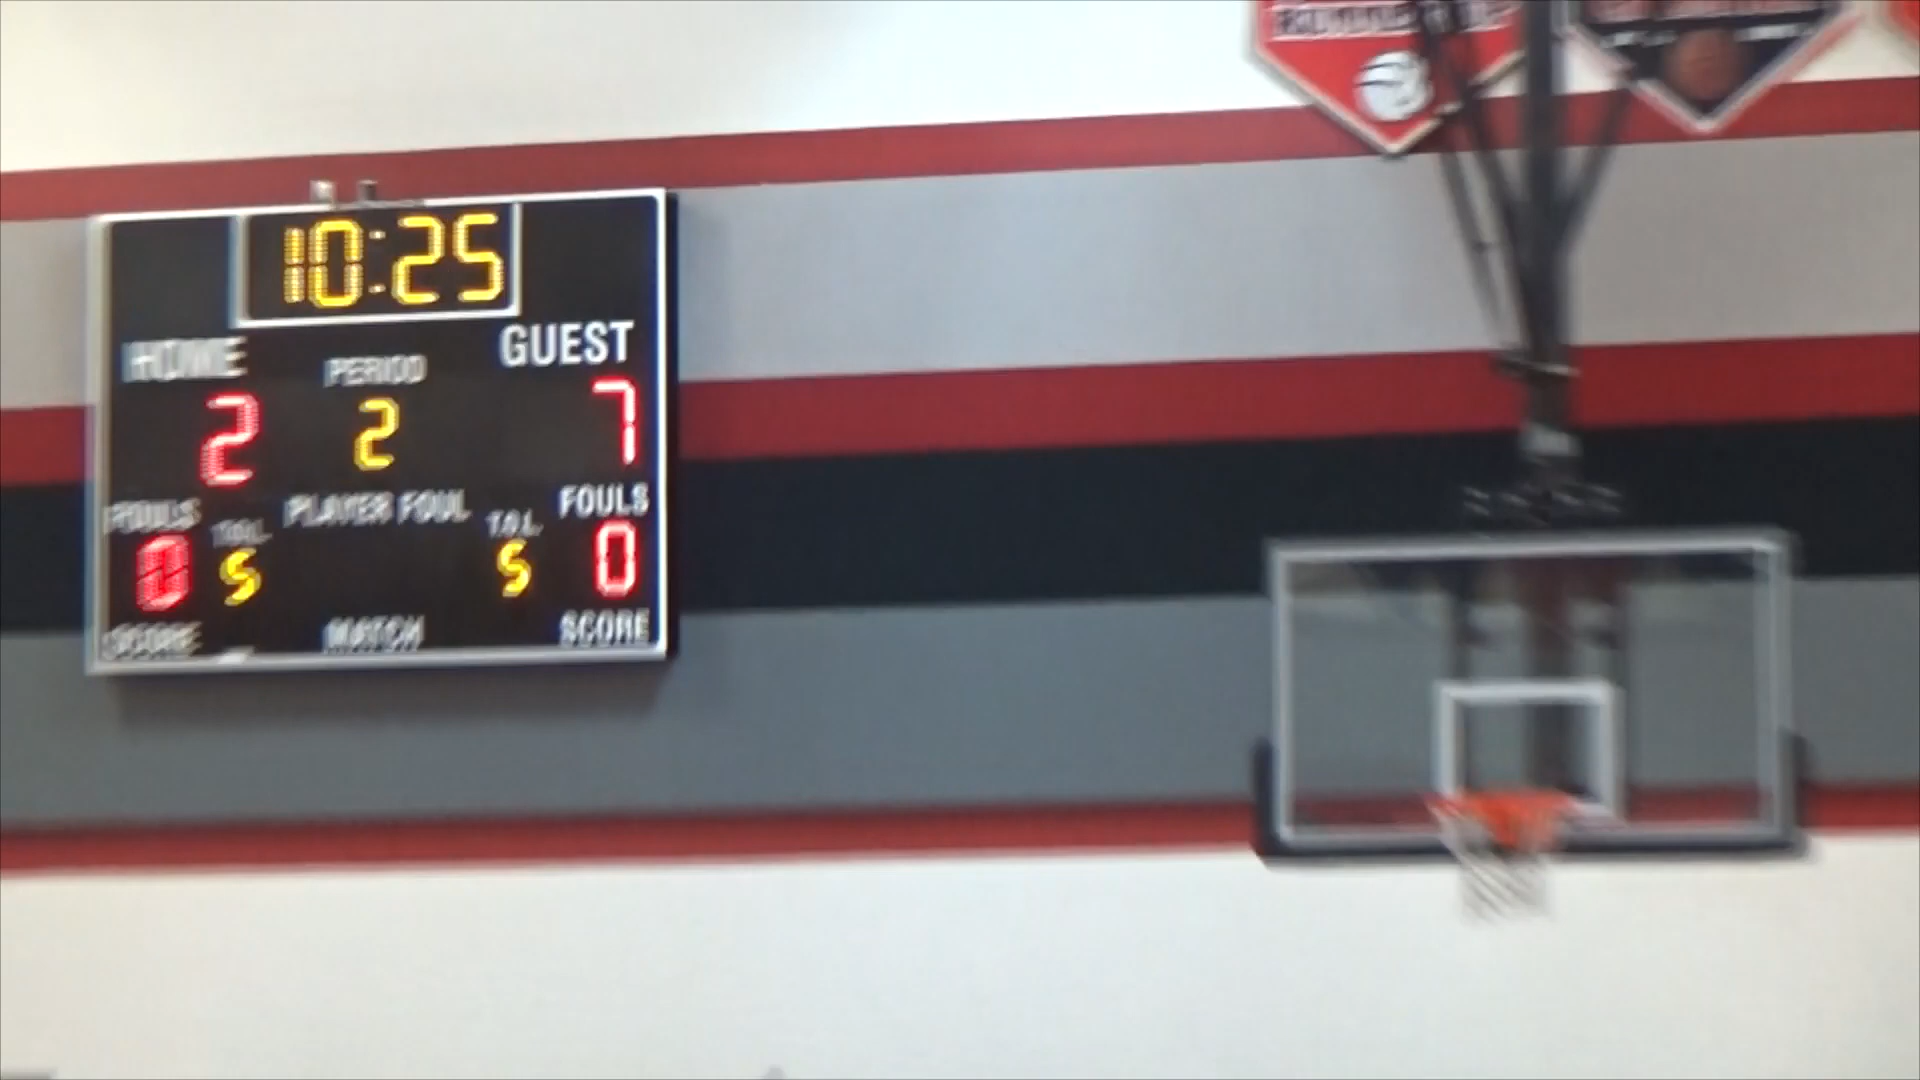 10:25
HOME PERIOD GUEST
2 2 7
FOULS T.O.L. PLAYER FOUL T.O.L. FOULS
0 5 5 0
SCORE MATCH SCORE